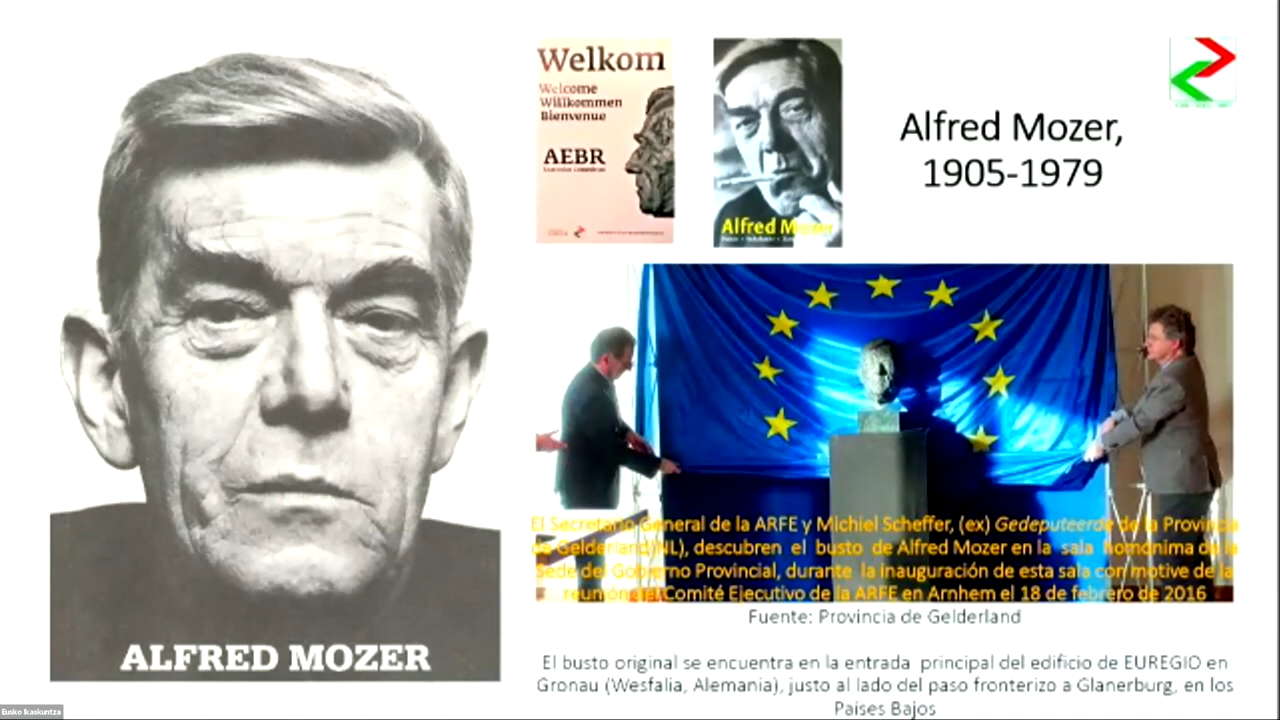 Welkom
Welcome
Willkommen
Bienvenue
AEBR
Alfred Mozer
Alfred Mozer,
1905-1979
ALFRED MOZER
El Secretario General de la ARFE y Michiel Scheffer, (ex) Gedeputeerde de la Provincia
de Gelderland(NL), descubren el busto de Alfred Mozer en la sala homónima de la
Sede del Gobierno Provincial, durante la inauguración de esta sala con motive de la
reunión Comité Ejecutivo de la ARFE en Arnhem el 18 de febrero de 2016
Fuente: Provincia de Gelderland
El busto original se encuentra en la entrada principal del edificio de EUREGIO en
Gronau (Wesfalia, Alemania), justo al lado del paso fronterizo a Glanerburg, en los
Países Bajos
Eusko Ikaskuntza